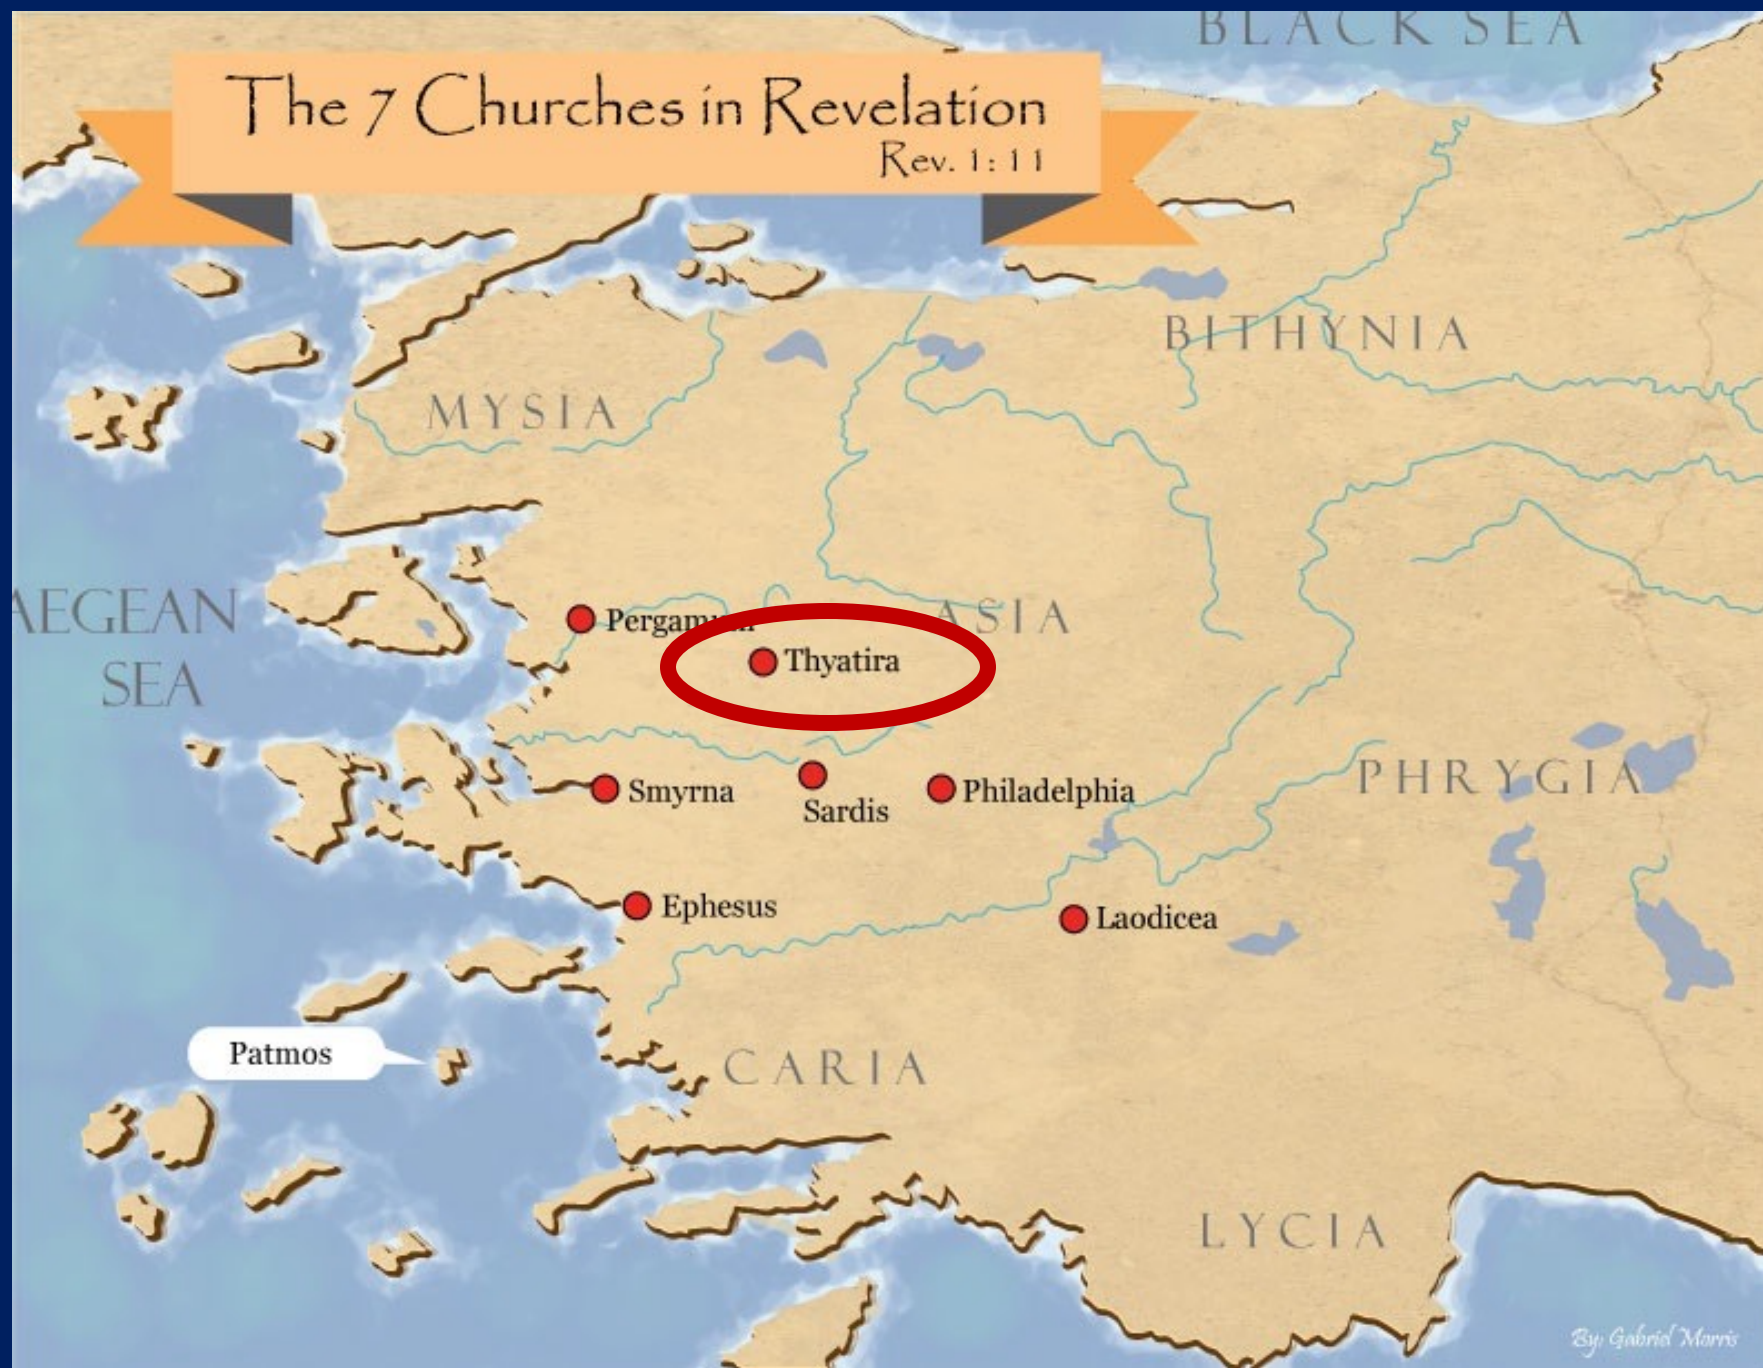 BLACK SEA
The 7 Churches in Revelation
Rev. 1:11
BITHYNIA
MYSIA
AEGEAN
SEA
ASIA
Pergamum
Thyatira
PHRYGIA
Smyrna
Sardis
Philadelphia
Ephesus
Laodicea
Patmos
CARIA
LYCIA
By: Gabriel Morris